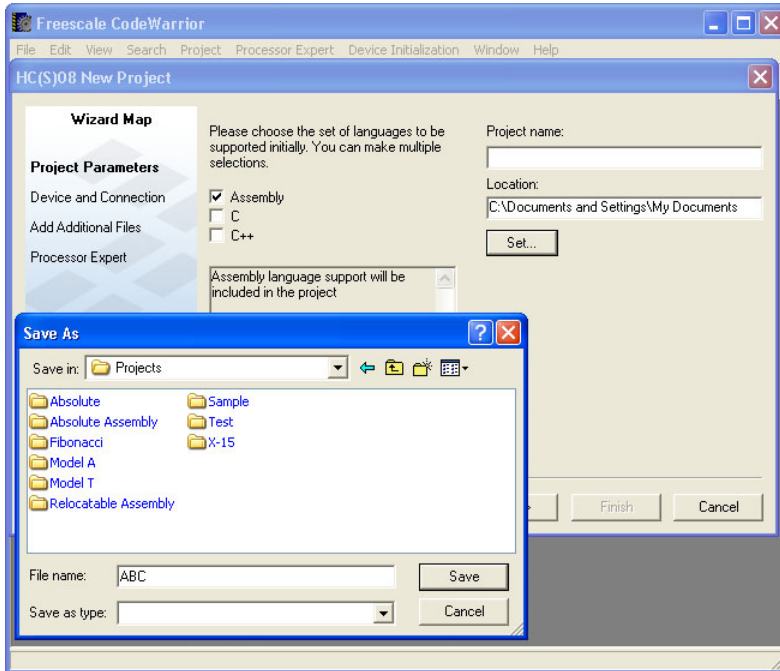 Freescale CodeWarrior
File Edit View Search Project Processor Expert Device Initialization Window Help
HC(S)08 New Project
Wizard Map
Project Parameters
Device and Connection
Add Additional Files
Processor Expert
Please choose the set of languages to be
supported initially. You can make multiple
selections.
Assembly
C
C++
Assembly language support will be
included in the project
Project name:
Location:
C:\Documents and Settings\My Documents
Set...
Finish
Cancel
Save As
Save in: Projects
Absolute
Absolute Assembly
Fibonacci
Model A
Model T
Relocatable Assembly
Sample
Test
X-15
File name: ABC
Save
Save as type:
Cancel